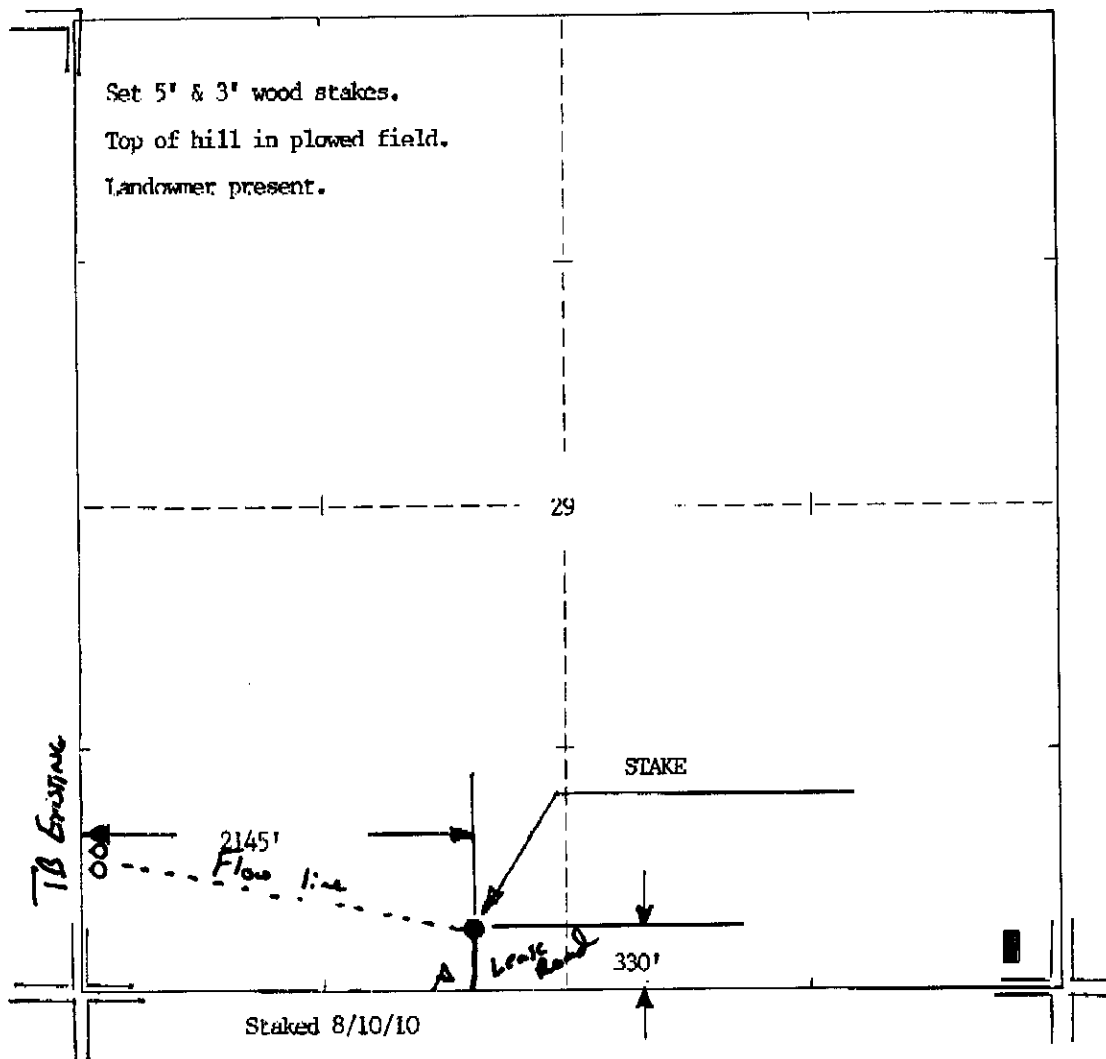 Set 5' & 3' wood stakes.
Top of hill in plowed field.
Landowner present.
29
STAKE
TB Existing
2145'
Flow line
Lease Road
330'
Staked 8/10/10